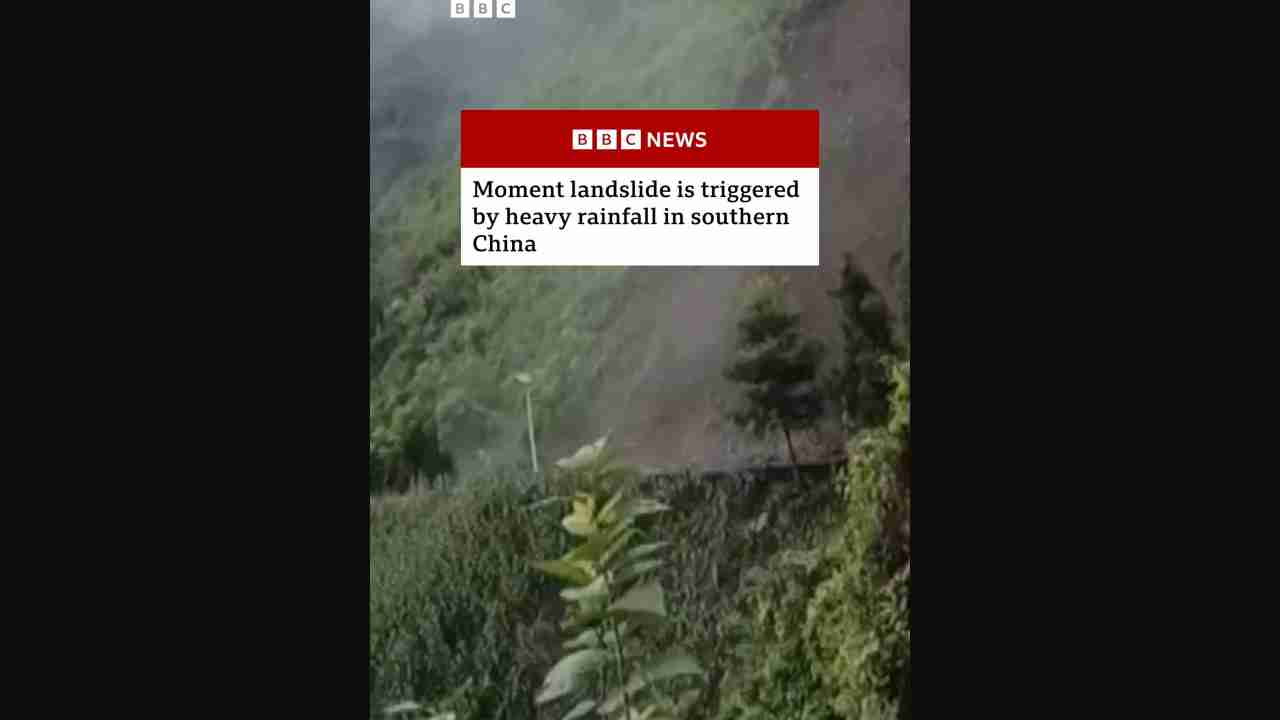 BBC
BBC NEWS
Moment landslide is triggered
by heavy rainfall in southern
China